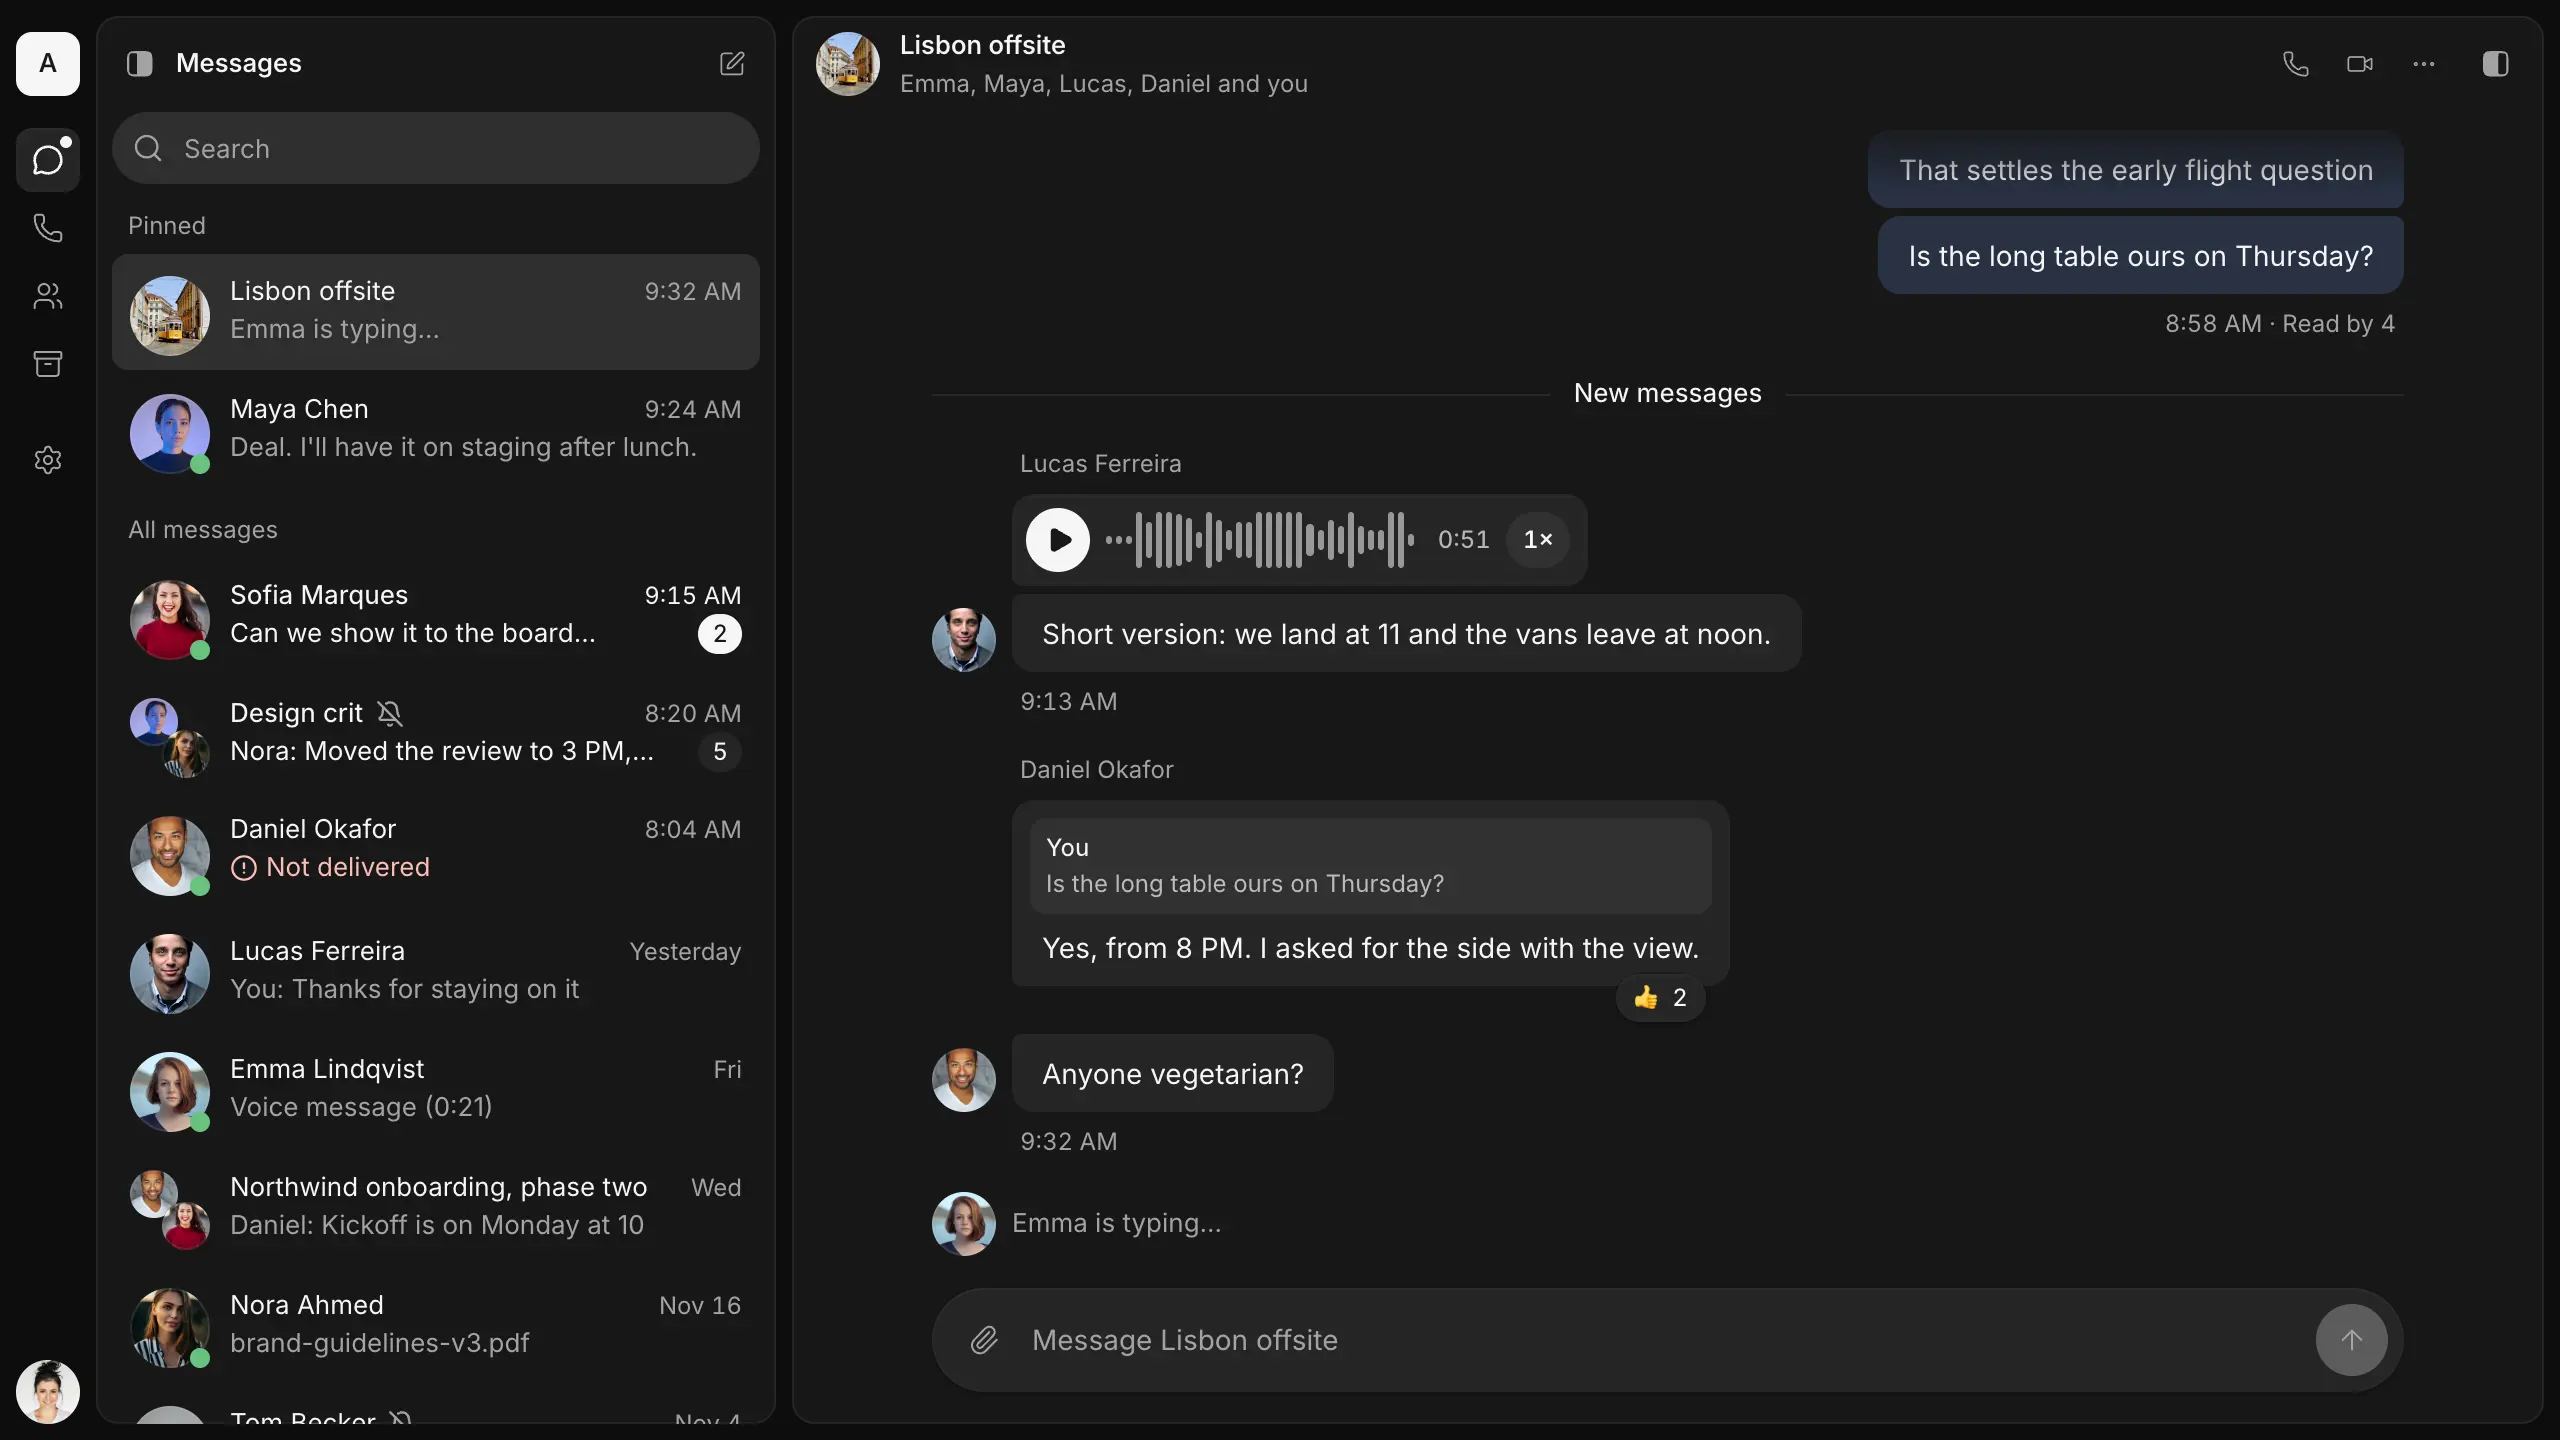 A
Messages
Search
Pinned
Lisbon offsite
9:32 AM
Emma is typing...
Maya Chen
9:24 AM
Deal. I'll have it on staging after lunch.
All messages
Sofia Marques
9:15 AM
Can we show it to the board...
2
Design crit
8:20 AM
Nora: Moved the review to 3 PM,...
5
Daniel Okafor
8:04 AM
Not delivered
Lucas Ferreira
Yesterday
You: Thanks for staying on it
Emma Lindqvist
Fri
Voice message (0:21)
Northwind onboarding, phase two
Wed
Daniel: Kickoff is on Monday at 10
Nora Ahmed
Nov 16
brand-guidelines-v3.pdf
Tom Becker
Nov 4
Lisbon offsite
Emma, Maya, Lucas, Daniel and you
That settles the early flight question
Is the long table ours on Thursday?
8:58 AM · Read by 4
New messages
Lucas Ferreira
0:51
1×
Short version: we land at 11 and the vans leave at noon.
9:13 AM
Daniel Okafor
You
Is the long table ours on Thursday?
Yes, from 8 PM. I asked for the side with the view.
👍 2
Anyone vegetarian?
9:32 AM
Emma is typing...
Message Lisbon offsite